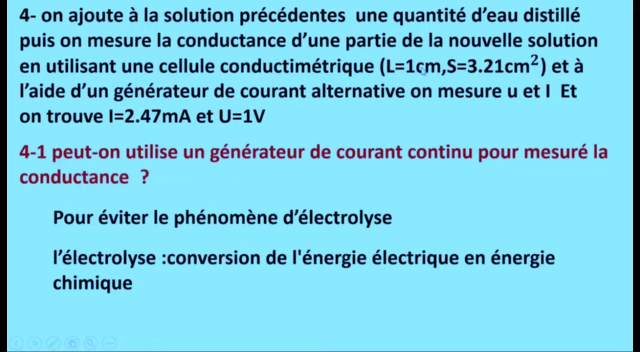 4- on ajoute à la solution précédentes une quantité d'eau distillé
puis on mesure la conductance d'une partie de la nouvelle solution
en utilisant une cellule conductimétrique (L=1cm,S=3.21cm²) et à
l'aide d'un générateur de courant alternative on mesure u et I Et
on trouve I=2.47mA et U=1V
4-1 peut-on utilise un générateur de courant continu pour mesuré la
conductance ?
Pour éviter le phénomène d'électrolyse
l'électrolyse :conversion de l'énergie électrique en énergie
chimique